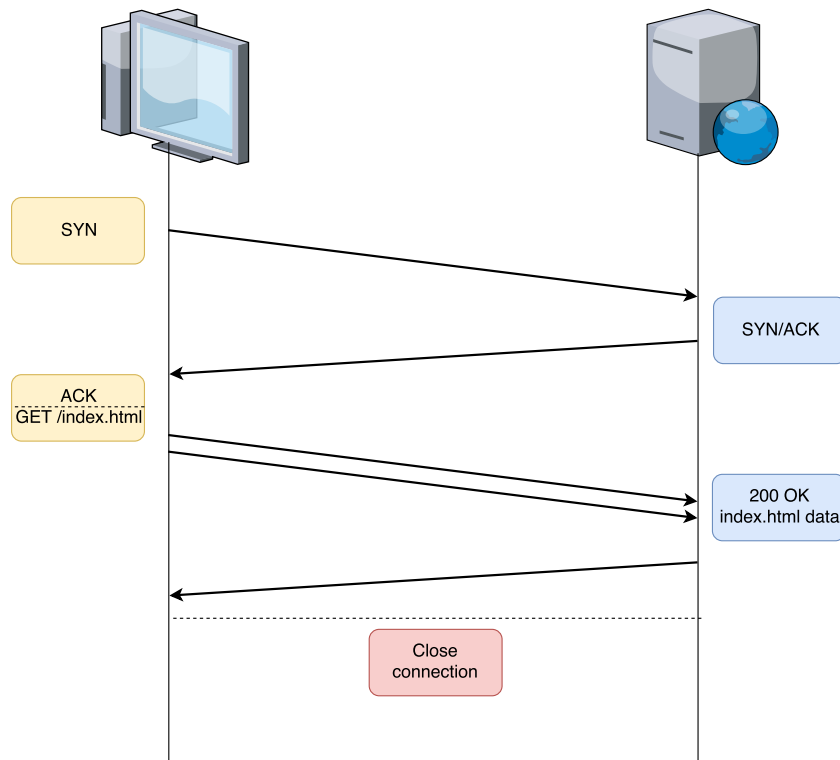 SYN
SYN/ACK
ACK
GET /index.html
200 OK
index.html data
Close
connection